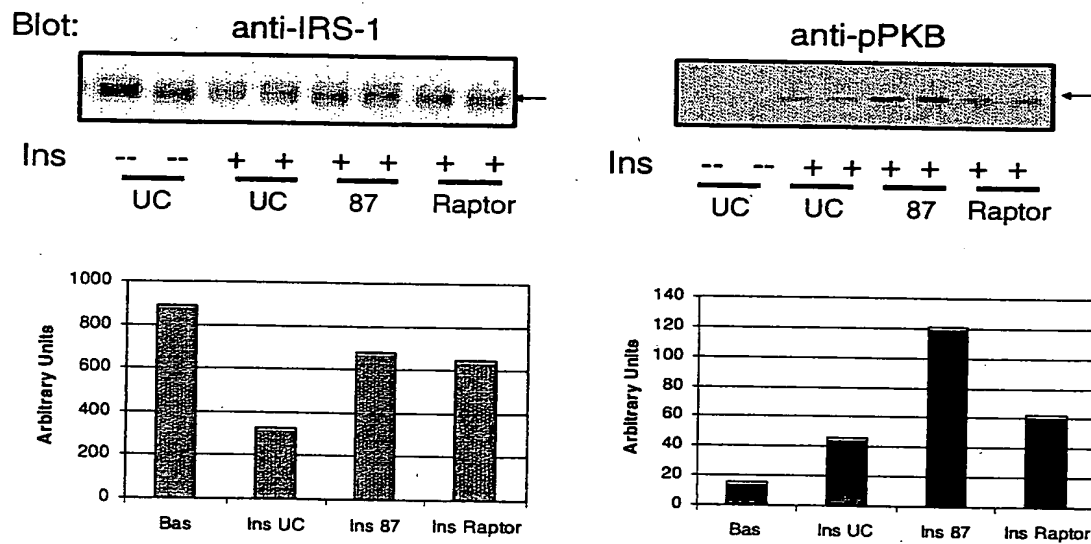 Blot: anti-IRS-1
Ins -- -- + + + + + +
UC UC 87 Raptor
anti-pPKB
Ins -- -- + + + + + +
UC UC 87 Raptor
Arbitrary Units
1000
800
600
400
200
0
Bas Ins UC Ins 87 Ins Raptor
Arbitrary Units
140
120
100
80
60
40
20
0
Bas Ins UC Ins 87 Ins Raptor